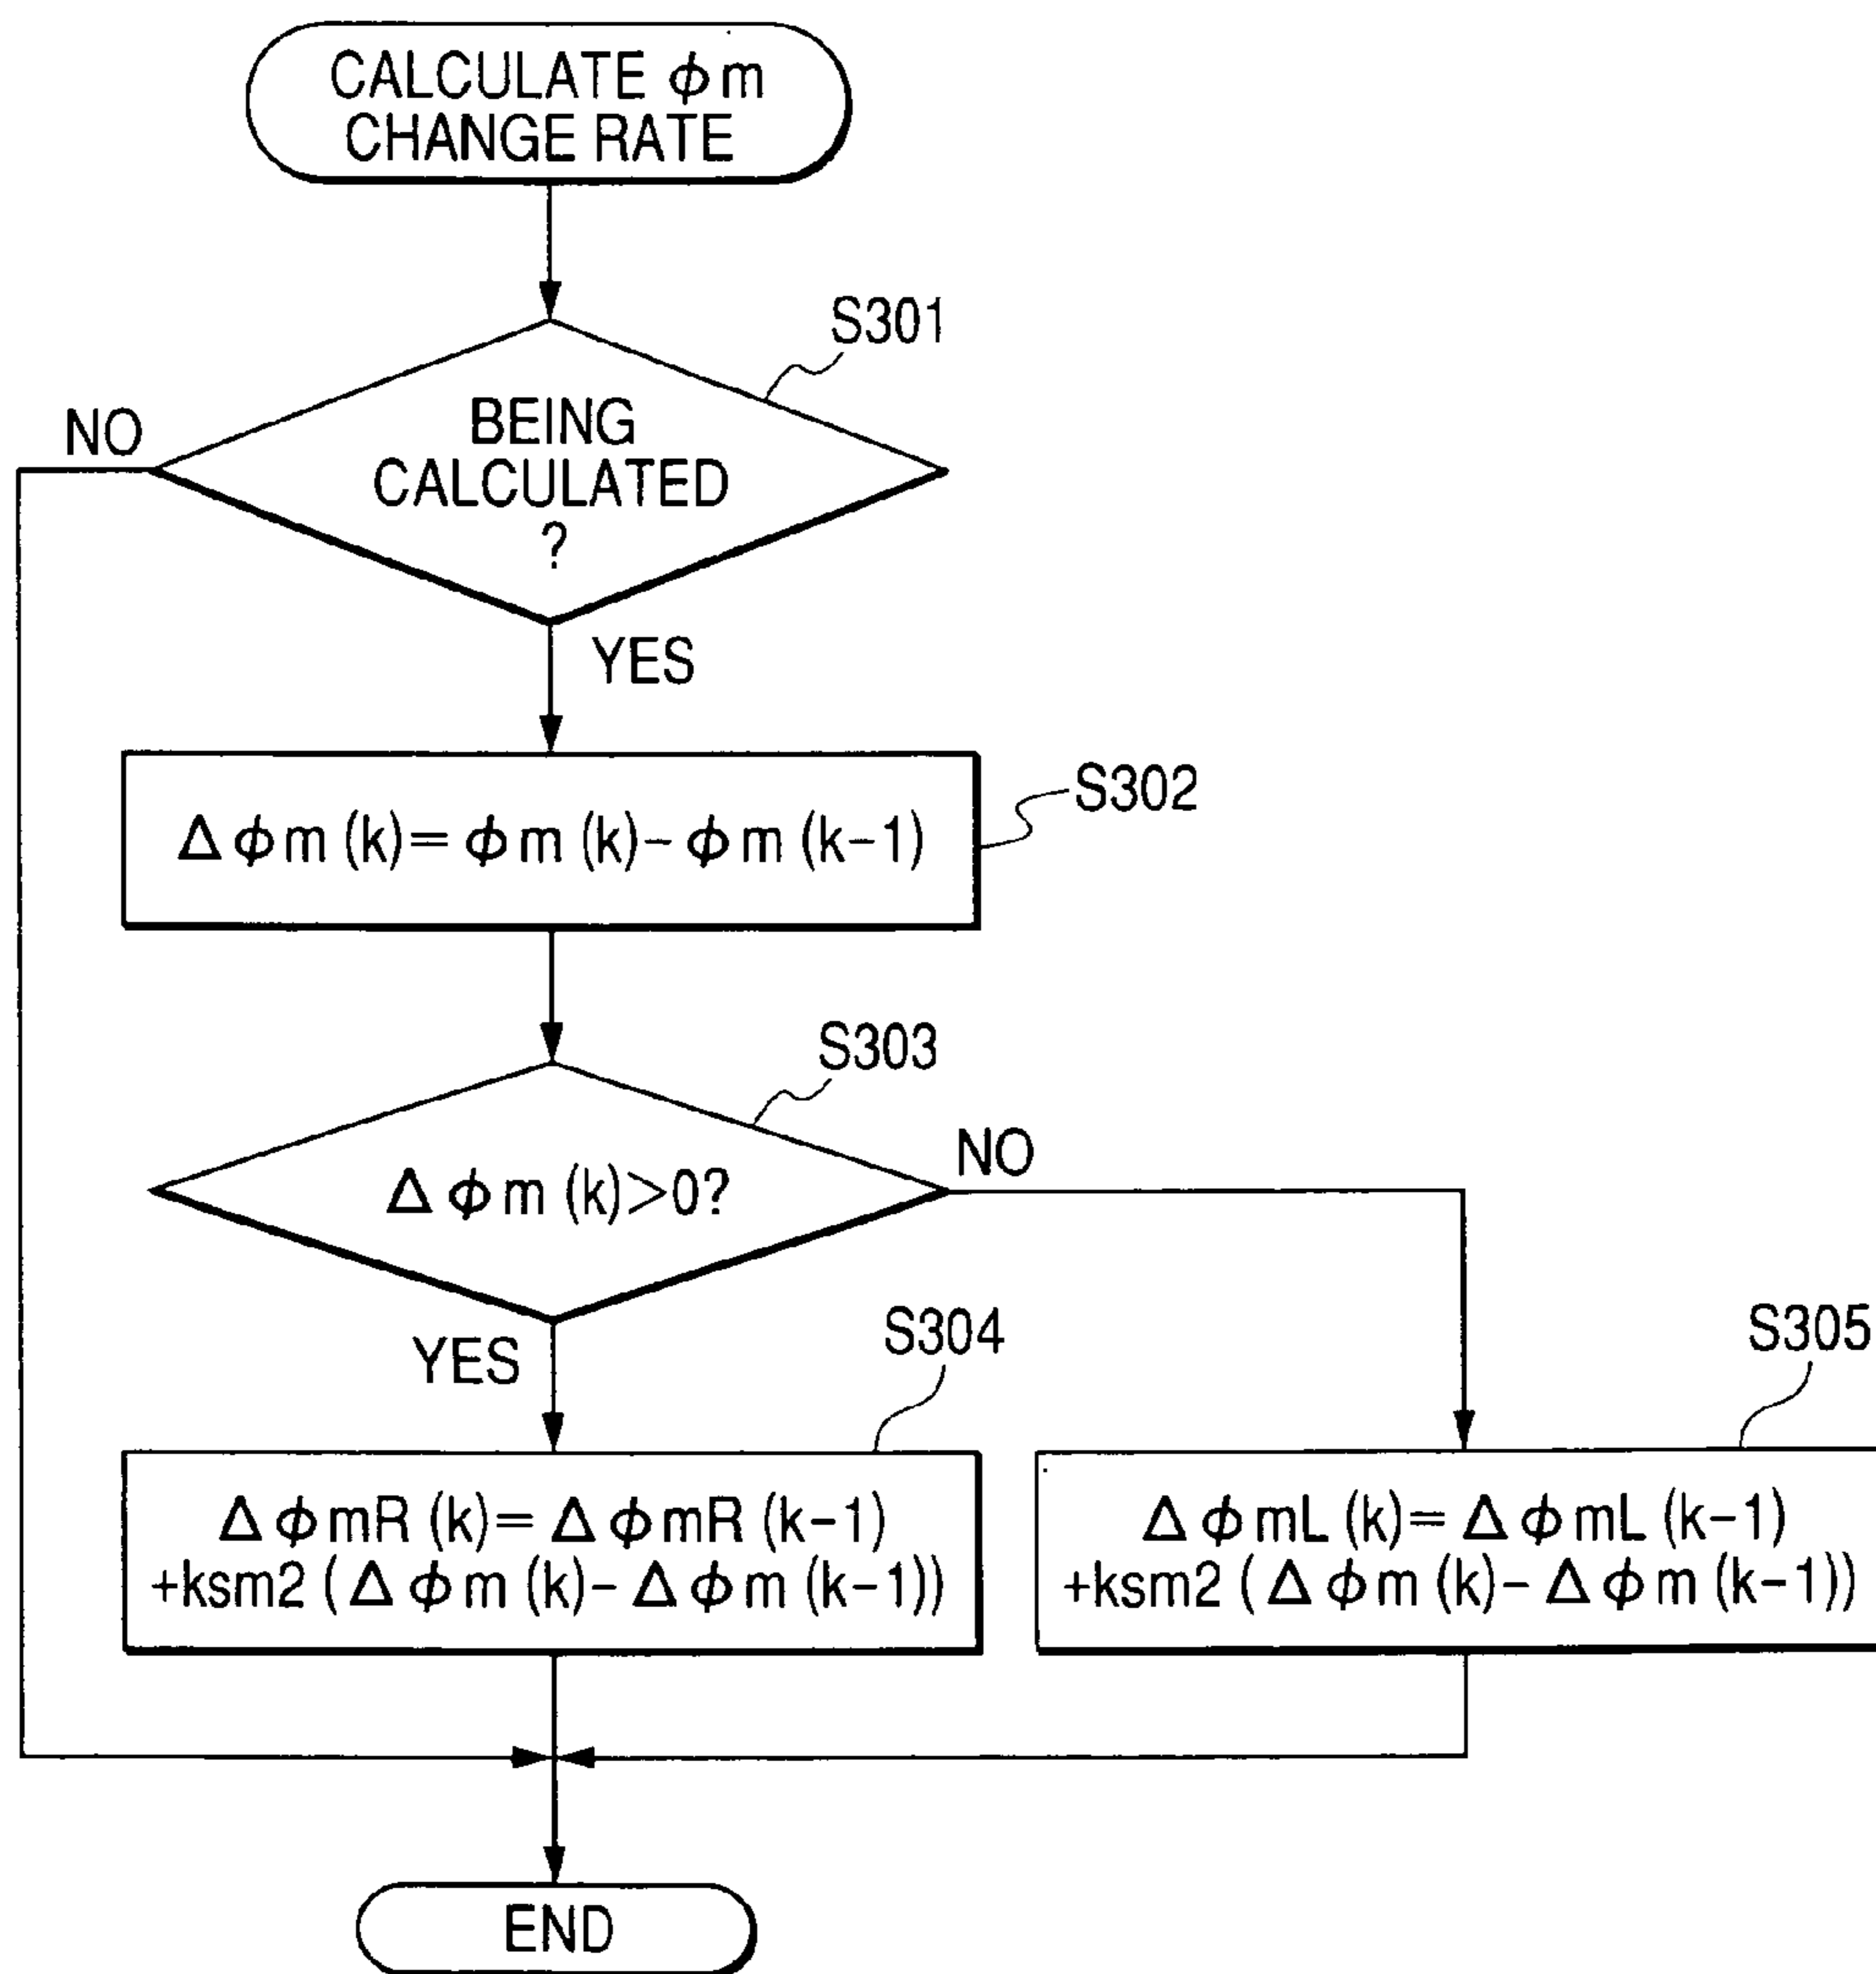 CALCULATE ϕm
CHANGE RATE
S301
NO
BEING
CALCULATED
?
YES
S302
Δϕm(k)=ϕm(k)-ϕm(k-1)
S303
NO
Δϕm(k)>0?
YES
S304
S305
ΔϕmR(k)=ΔϕmR(k-1)
+ksm2(Δϕm(k)-Δϕm(k-1))
ΔϕmL(k)=ΔϕmL(k-1)
+ksm2(Δϕm(k)-Δϕm(k-1))
END